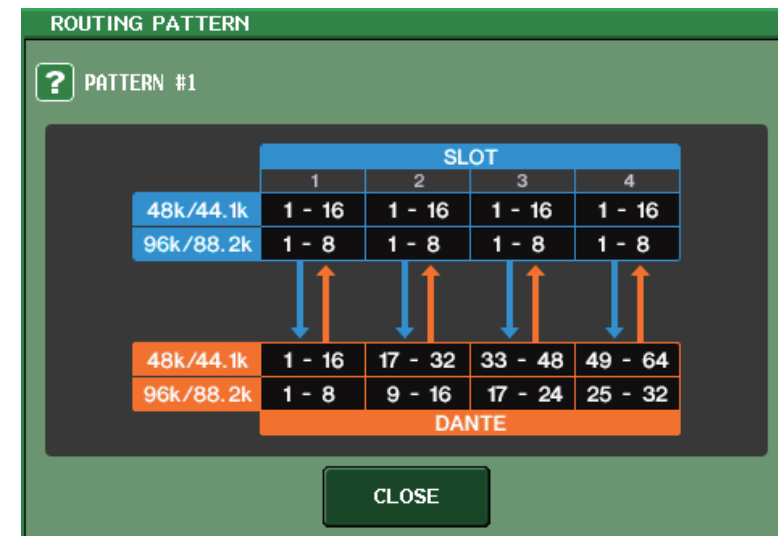 ROUTING PATTERN
? PATTERN #1
SLOT
1 2 3 4
48k/44.1k 1 - 16 1 - 16 1 - 16 1 - 16
96k/88.2k 1 - 8 1 - 8 1 - 8 1 - 8
48k/44.1k 1 - 16 17 - 32 33 - 48 49 - 64
96k/88.2k 1 - 8 9 - 16 17 - 24 25 - 32
DANTE
CLOSE